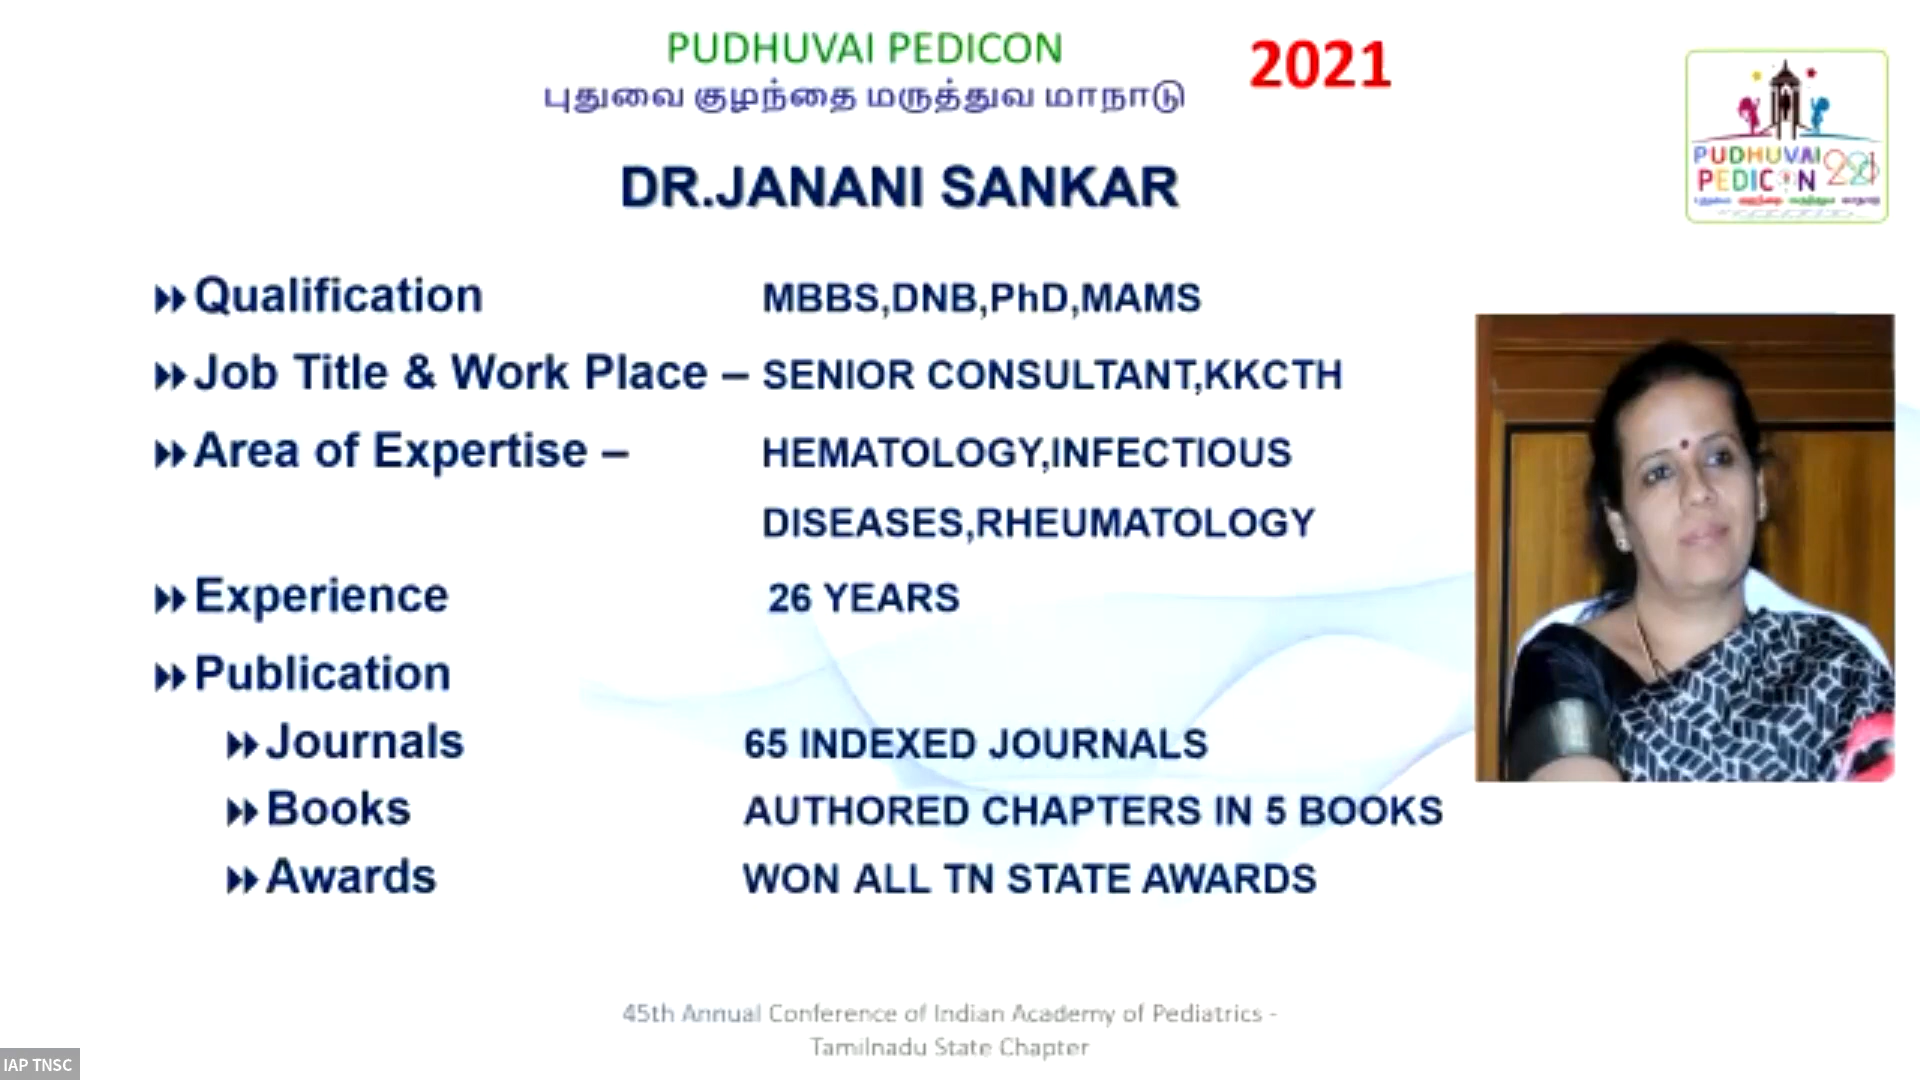 PUDHUVAI PEDICON 2021
புதுவை குழந்தை மருத்துவ மாநாடு
PUDHUVAI
PEDICON 2021
DR.JANANI SANKAR
Qualification MBBS,DNB,PhD,MAMS
Job Title & Work Place – SENIOR CONSULTANT,KKCTH
Area of Expertise – HEMATOLOGY,INFECTIOUS
DISEASES,RHEUMATOLOGY
Experience 26 YEARS
Publication
Journals 65 INDEXED JOURNALS
Books AUTHORED CHAPTERS IN 5 BOOKS
Awards WON ALL TN STATE AWARDS
45th Annual Conference of Indian Academy of Pediatrics -
Tamilnadu State Chapter
IAP TNSC